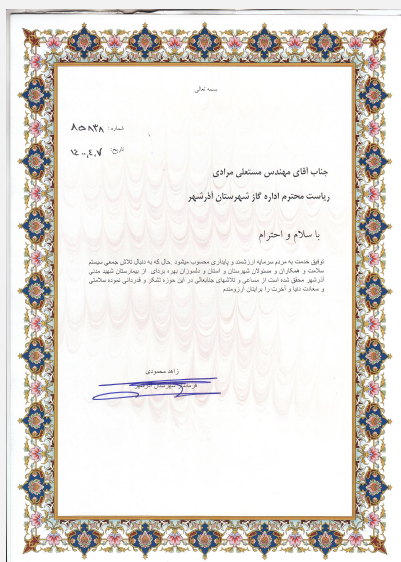 بسمه تعالی
شماره: ۸۵۸۳۸
تاریخ: ۱۴۰۰,۴,۷
جناب آقای مهندس مستعلی مرادی
ریاست محترم اداره گاز شهرستان آذرشهر
با سلام و احترام
توفیق خدمت به مردم سرمایه ارزشمند و پایداری محسوب میشود .حال که به دنبال تلاش جمعی سیستم
سلامت و همکاران و مسئولان شهرستان و استان و بهره برداری از بیمارستان شهید مدنی
آذرشهر محقق شده است از مساعی و تلاشهای جنابعالی در این حوزه تشکر و قدردانی نموده سلامتی
و سعادت دنیا و آخرت را برایتان آرزومندم
زاهد محمودی
فرماندار شهرستان آذرشهر